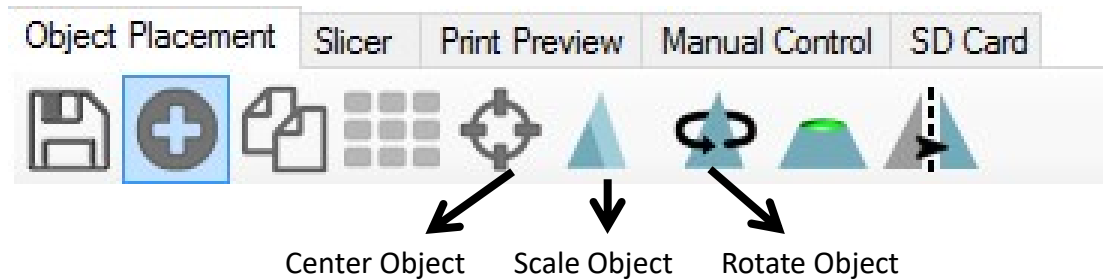 Object Placement Slicer Print Preview Manual Control SD Card
Center Object Scale Object Rotate Object